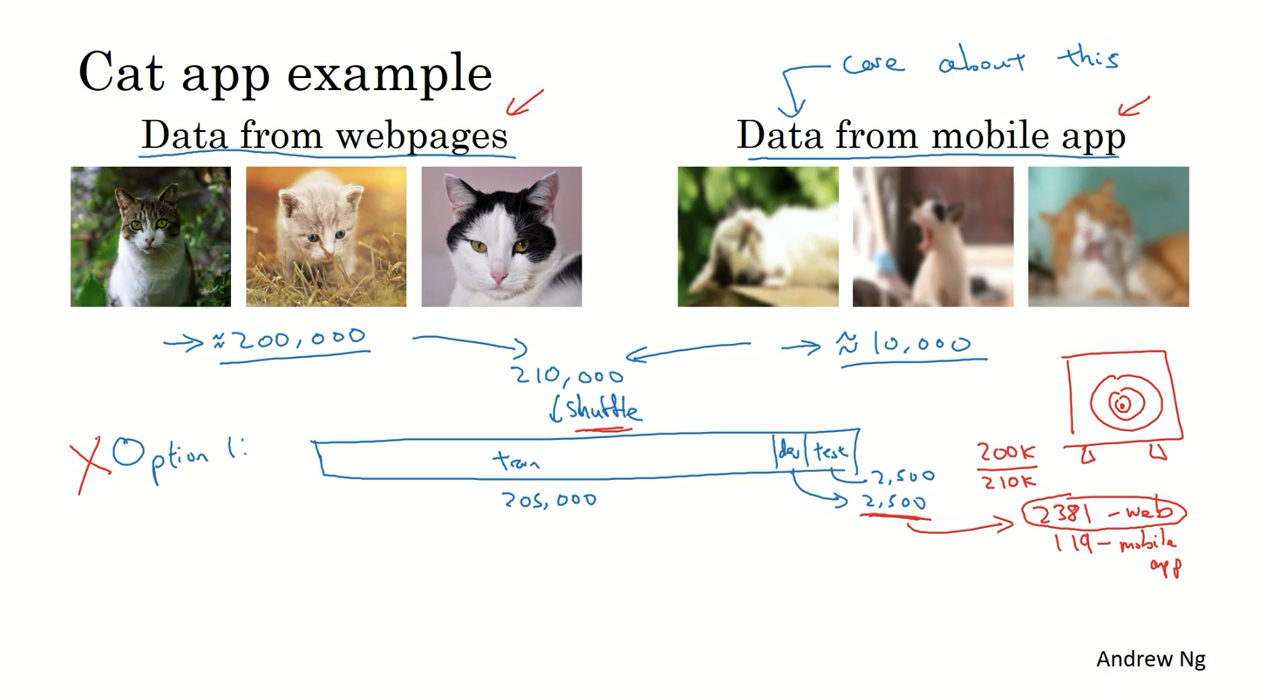 Cat app example
care about this
Data from webpages
Data from mobile app
≈200,000
≈10,000
210,000
shuffle
Option 1:
train
dev
test
205,000
2,500
2,500
200K
210K
2381 - web
119 - mobile
app
Andrew Ng